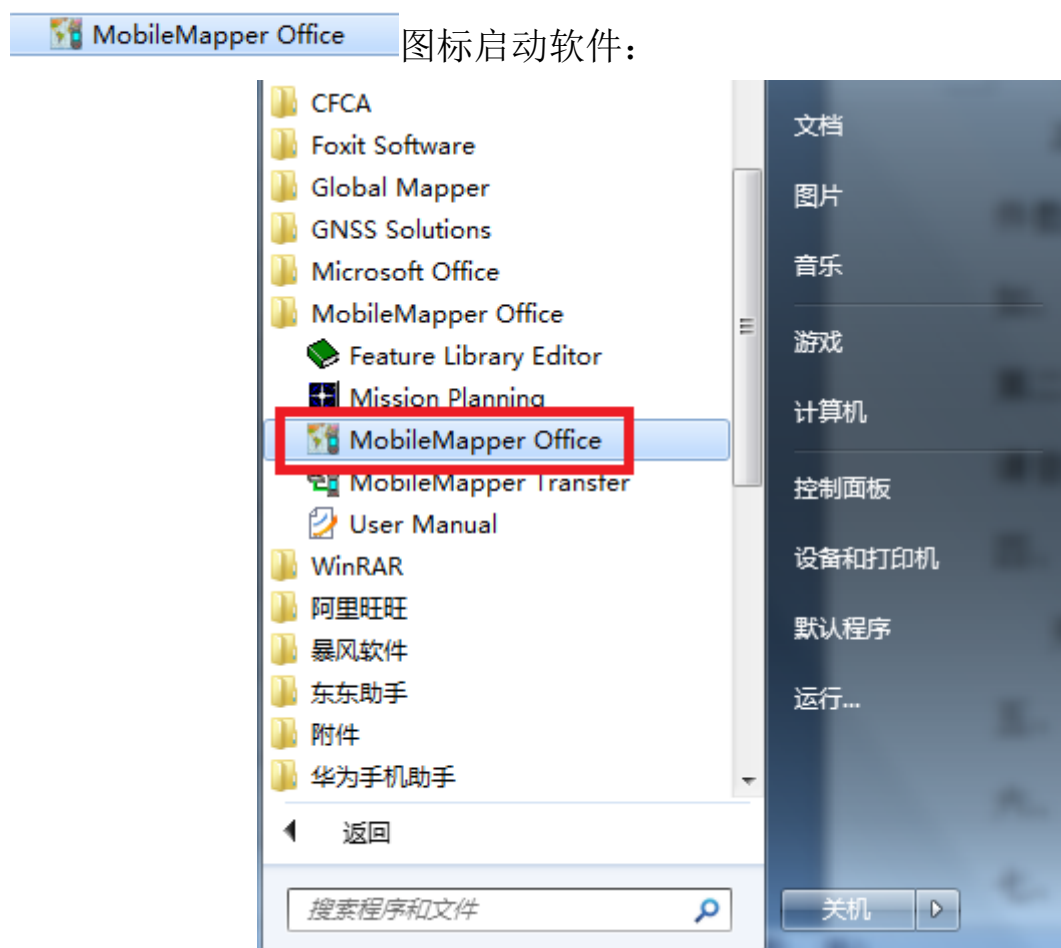 MobileMapper Office 图标启动软件：
CFCA
Foxit Software
Global Mapper
GNSS Solutions
Microsoft Office
MobileMapper Office
Feature Library Editor
Mission Planning
MobileMapper Office
MobileMapper Transfer
User Manual
WinRAR
阿里旺旺
暴风软件
东东助手
附件
华为手机助手
返回
搜索程序和文件
文档
图片
音乐
游戏
计算机
控制面板
设备和打印机
默认程序
运行...
关机